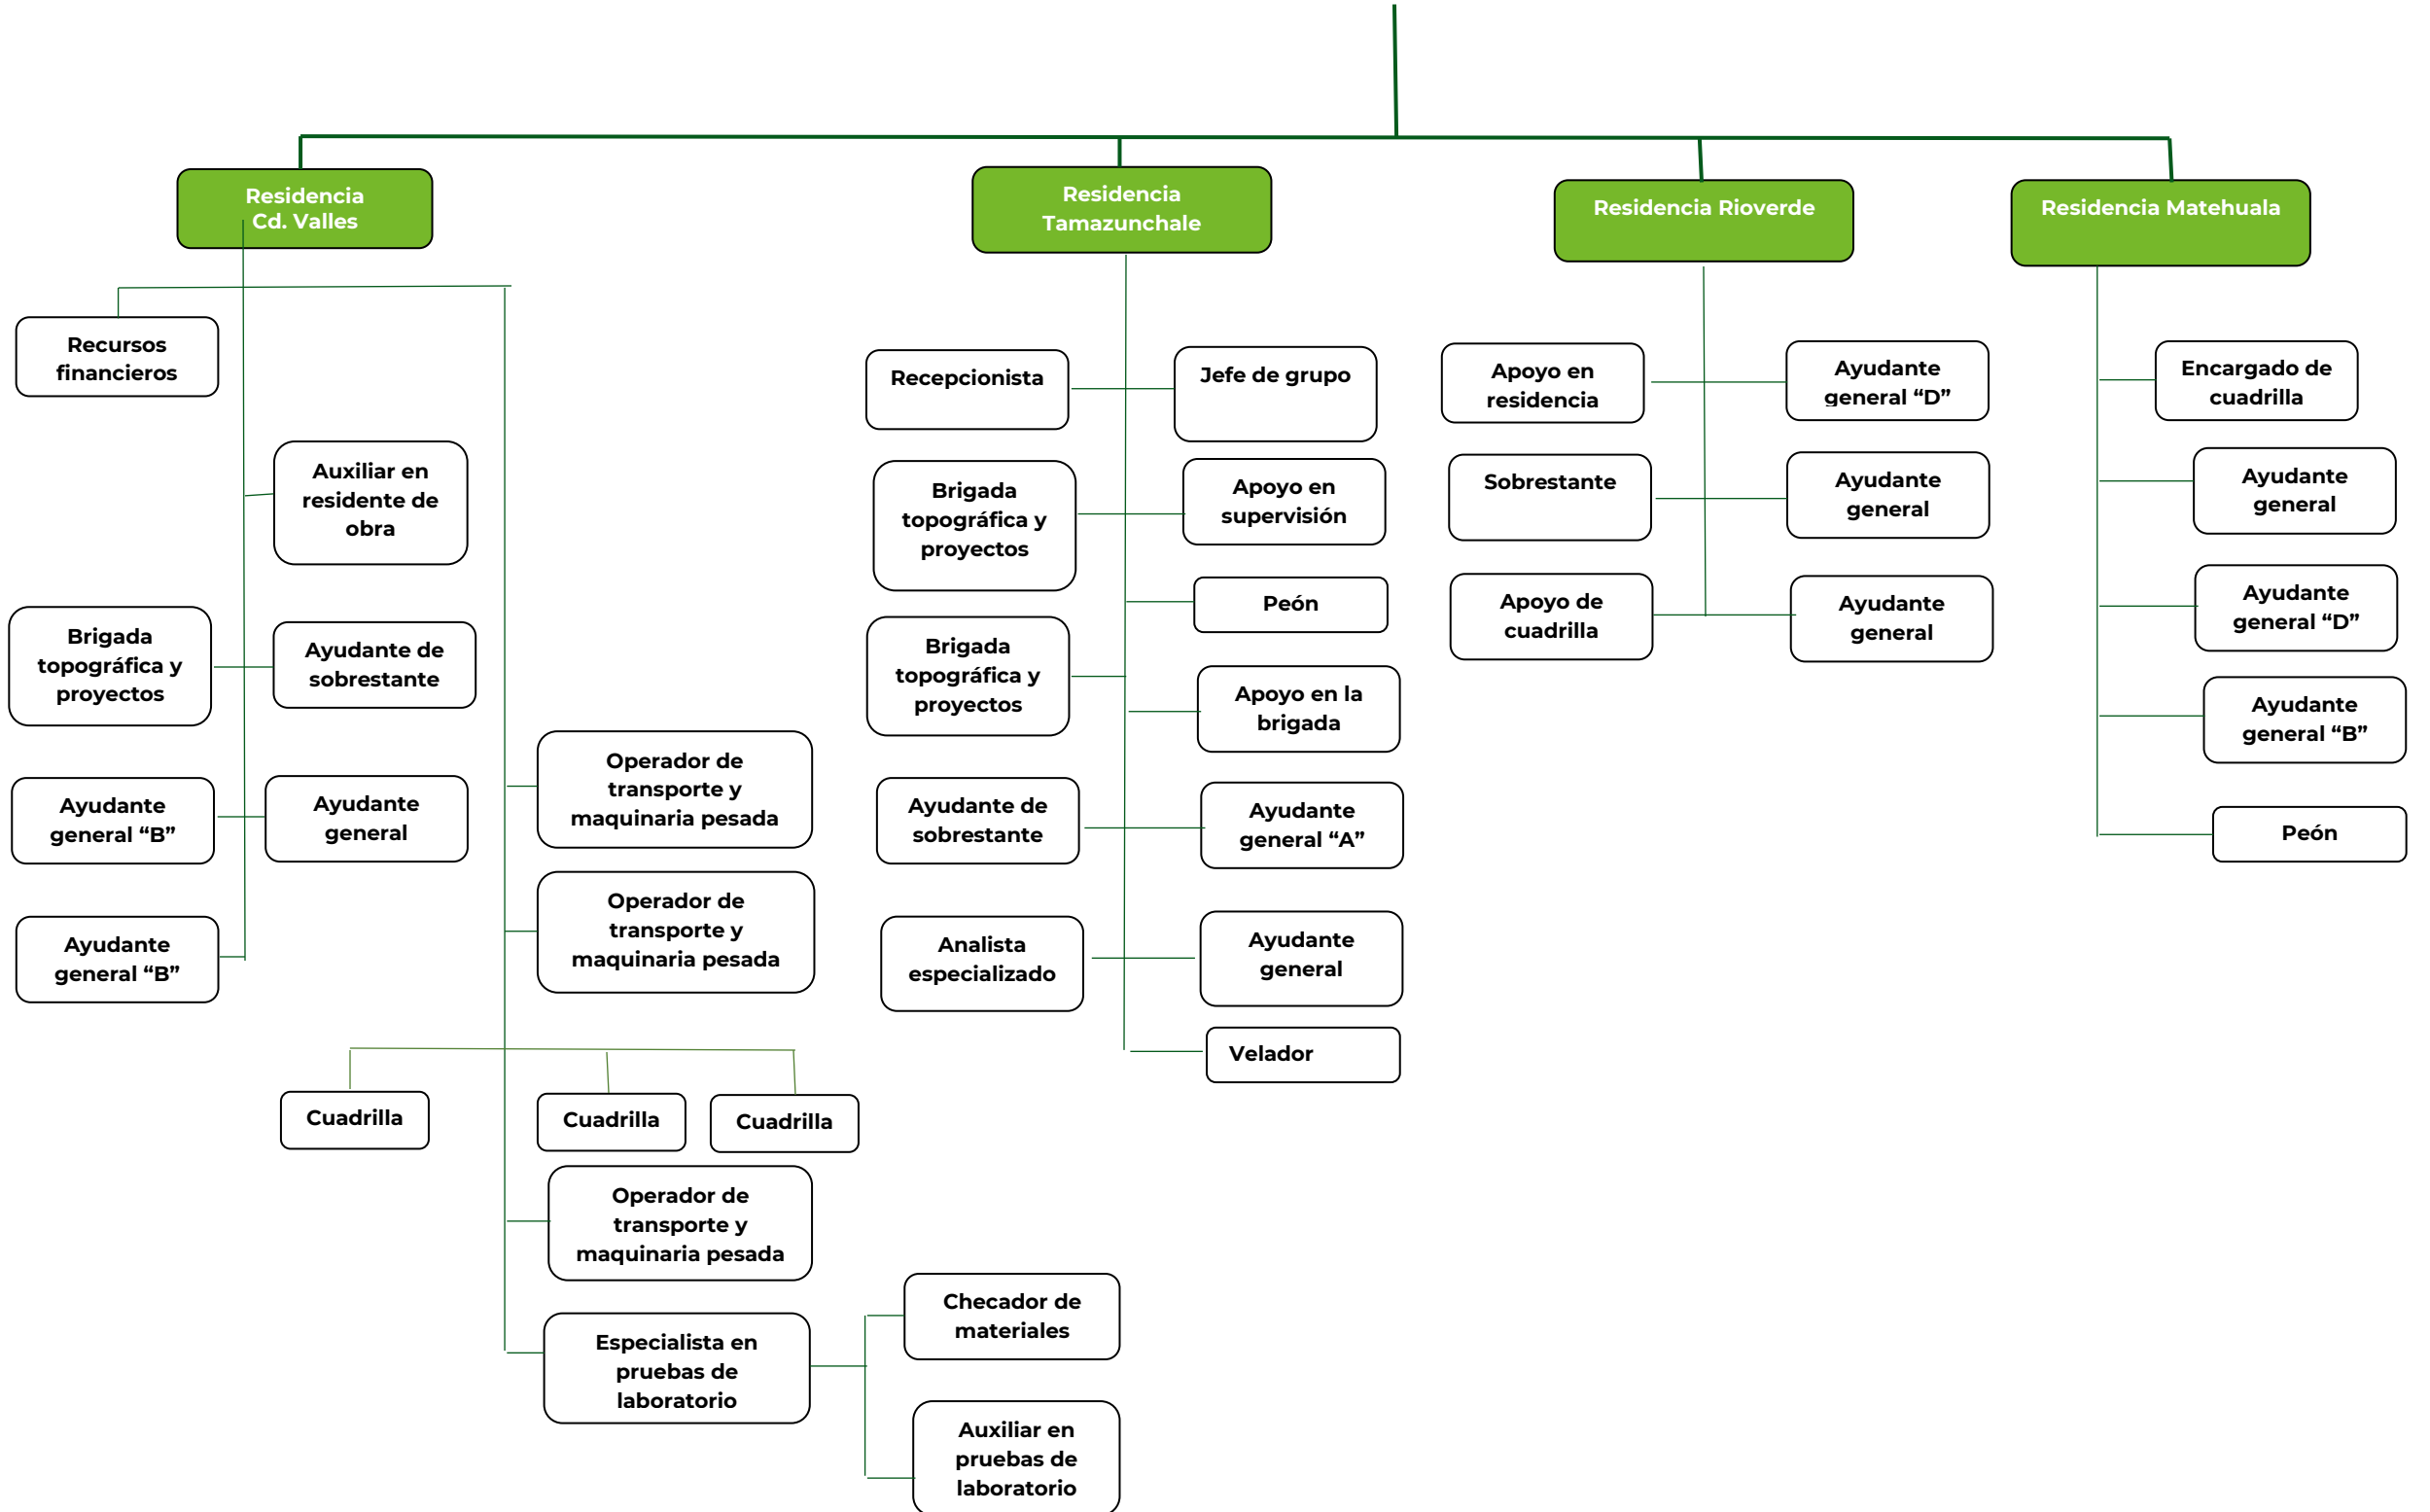 Residencia
Cd. Valles
Residencia
Tamazunchale
Residencia Rioverde
Residencia Matehuala
Recursos
financieros
Auxiliar en
residente de
obra
Brigada
topográfica y
proyectos
Ayudante de
sobrestante
Ayudante
general “B”
Ayudante
general
Ayudante
general “B”
Operador de
transporte y
maquinaria pesada
Operador de
transporte y
maquinaria pesada
Cuadrilla
Cuadrilla
Cuadrilla
Operador de
transporte y
maquinaria pesada
Especialista en
pruebas de
laboratorio
Checador de
materiales
Auxiliar en
pruebas de
laboratorio
Recepcionista
Jefe de grupo
Brigada
topográfica y
proyectos
Apoyo en
supervisión
Peón
Brigada
topográfica y
proyectos
Apoyo en la
brigada
Ayudante de
sobrestante
Ayudante
general “A”
Analista
especializado
Ayudante
general
Velador
Apoyo en
residencia
Ayudante
general “D”
Sobrestante
Ayudante
general
Apoyo de
cuadrilla
Ayudante
general
Encargado de
cuadrilla
Ayudante
general
Ayudante
general “D”
Ayudante
general “B”
Peón